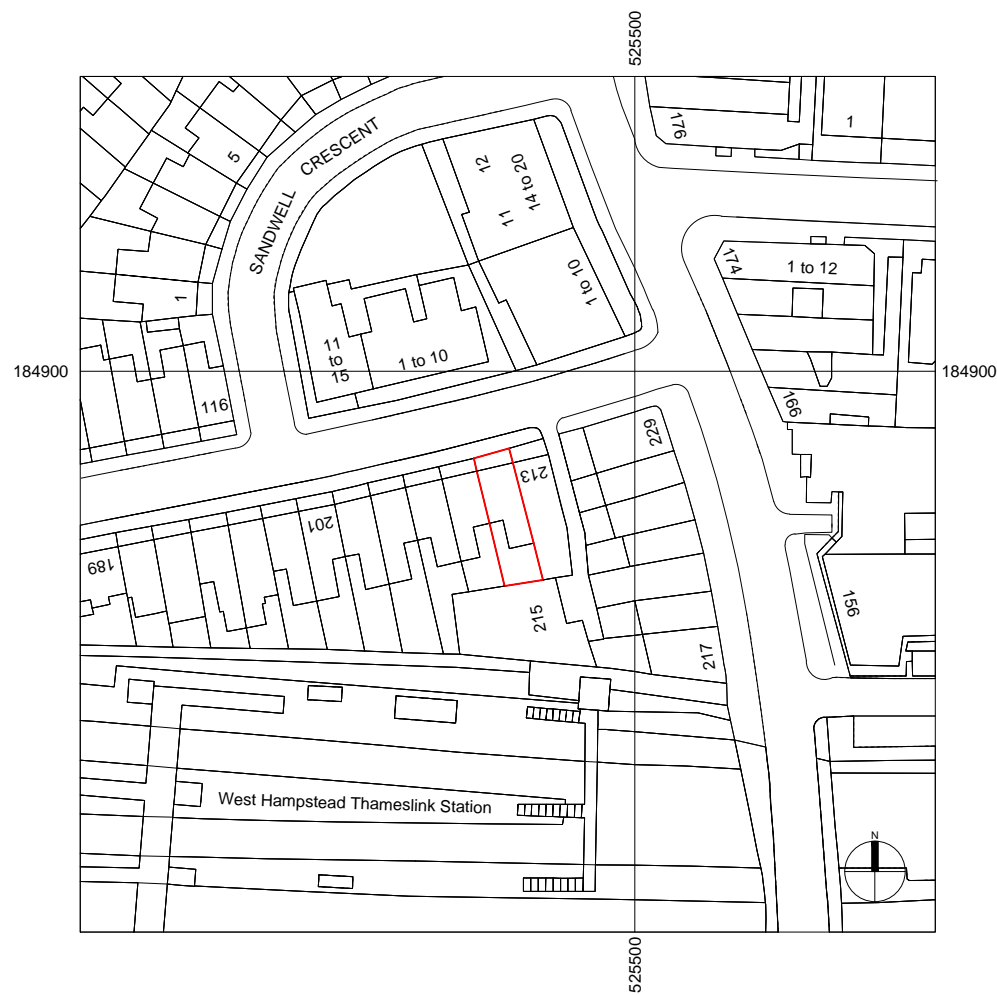 525500
176
1
5
SANDWELL CRESCENT
12
14 to 20
11
174
1 to 12
1 to 10
1
11
to
15
1 to 10
184900
184900
116
166
229
213
201
189
215
156
217
West Hampstead Thameslink Station
N
525500